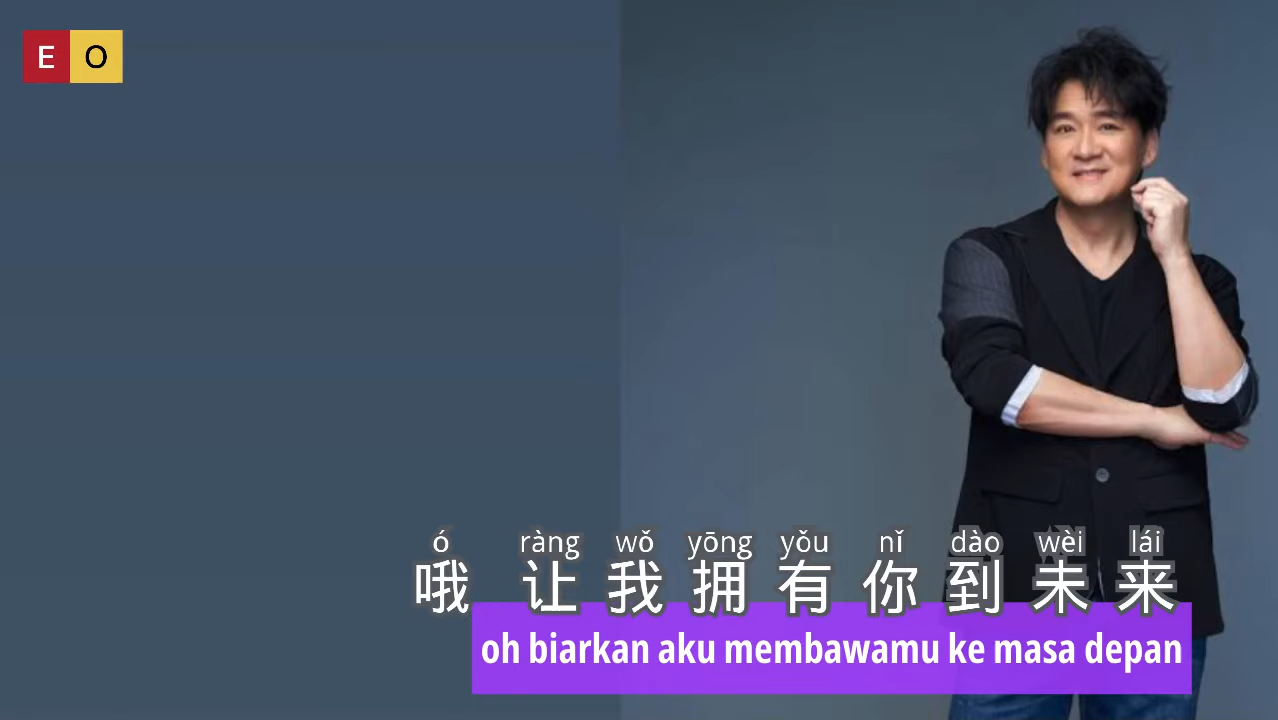 E O
ó ràng wǒ yōng yǒu nǐ dào wèi lái
哦 让 我 拥 有 你 到 未 来
oh biarkan aku membawamu ke masa depan